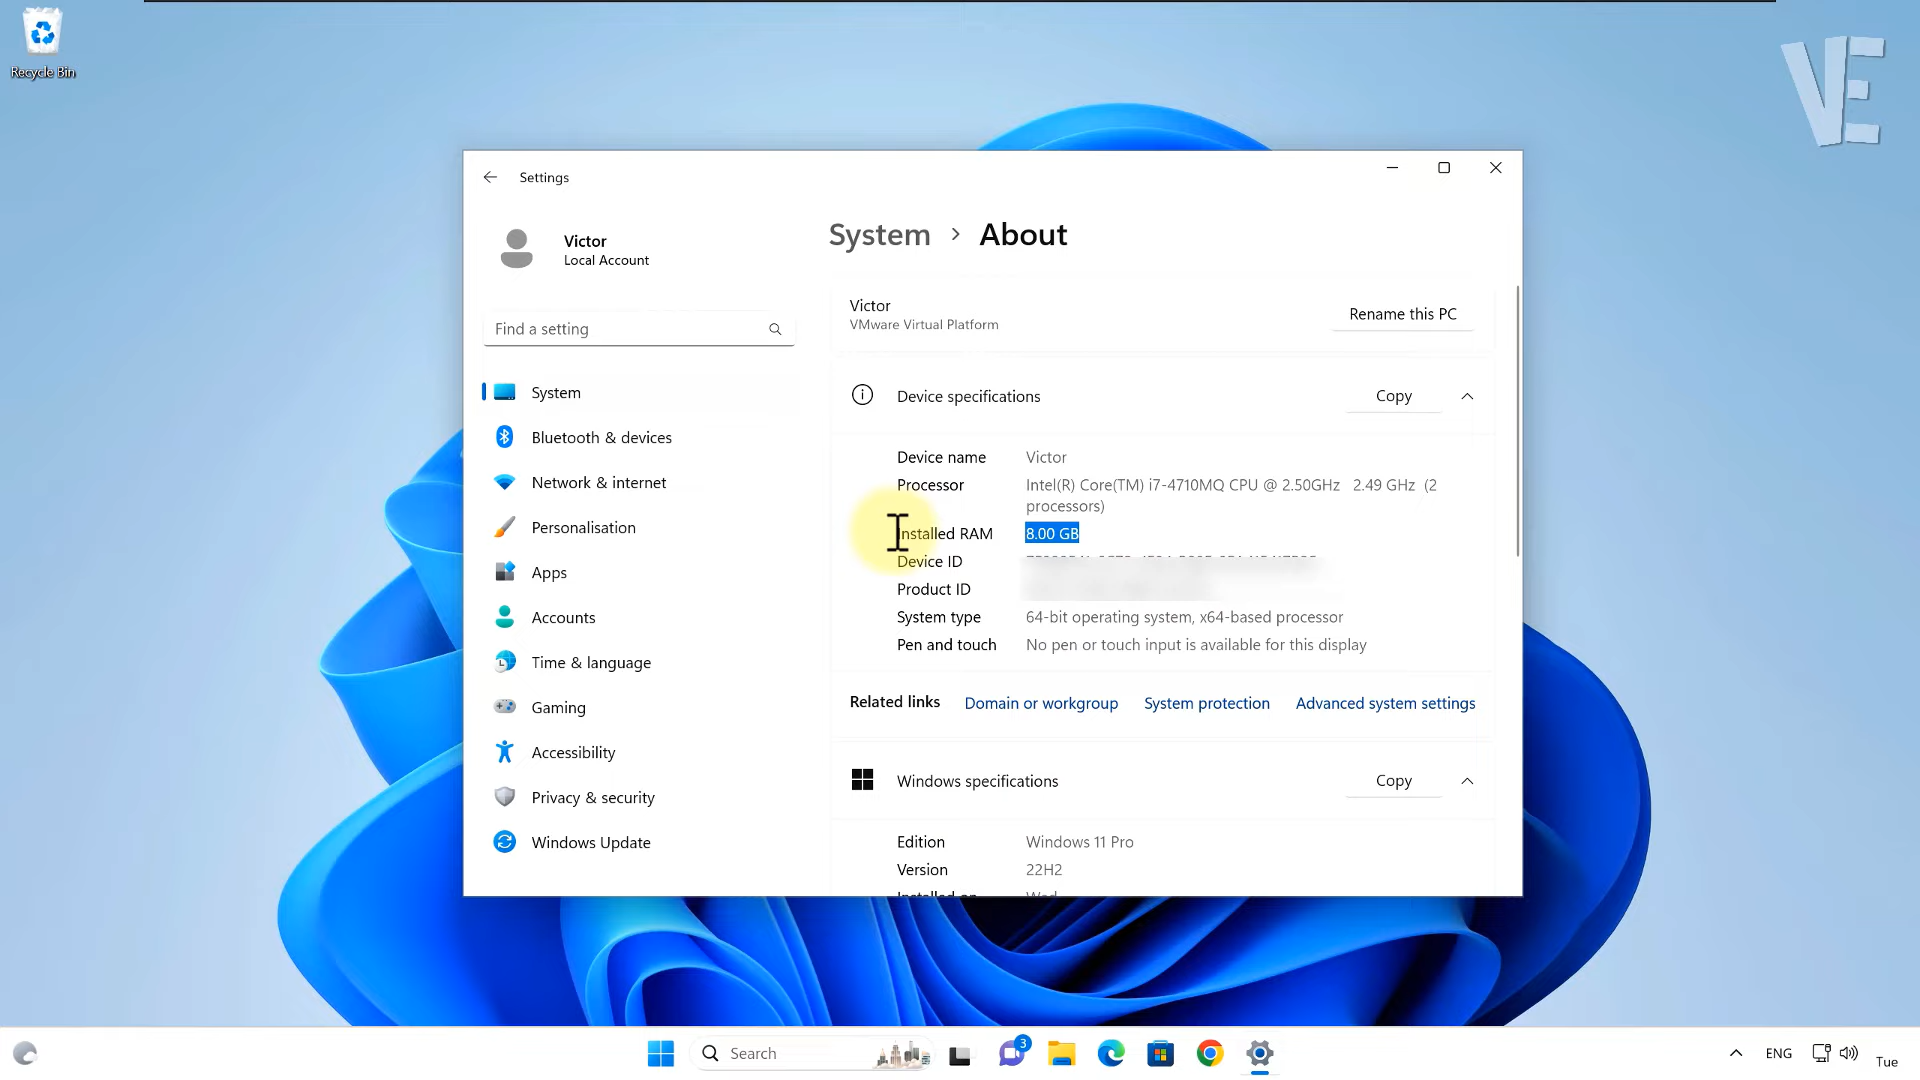 Recycle Bin
VE
Settings
Victor
Local Account
Find a setting
System
Bluetooth & devices
Network & internet
Personalisation
Apps
Accounts
Time & language
Gaming
Accessibility
Privacy & security
Windows Update
System > About
Victor
VMware Virtual Platform
Rename this PC
Device specifications
Copy
Device name Victor
Processor Intel(R) Core(TM) i7-4710MQ CPU @ 2.50GHz 2.49 GHz (2
processors)
Installed RAM 8.00 GB
Device ID
Product ID
System type 64-bit operating system, x64-based processor
Pen and touch No pen or touch input is available for this display
Related links Domain or workgroup System protection Advanced system settings
Windows specifications
Copy
Edition Windows 11 Pro
Version 22H2
Installed on Wed
Search
3
ENG
Tue